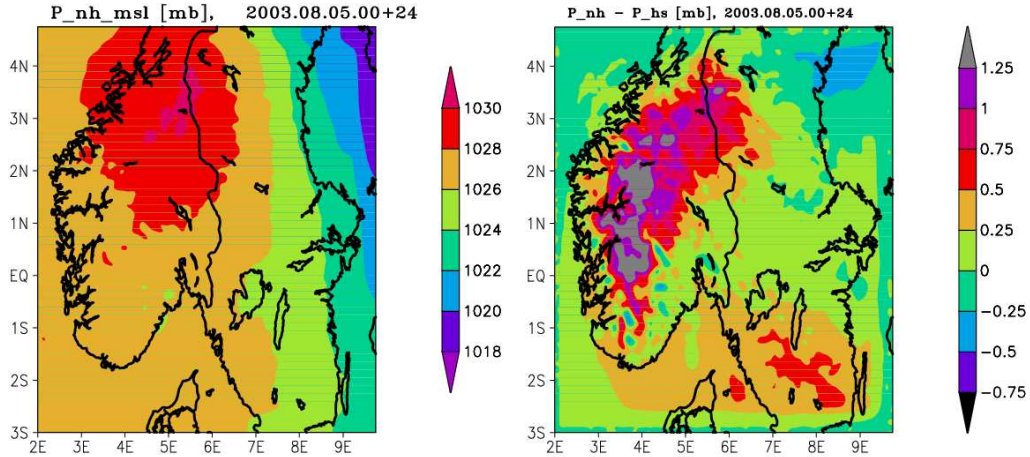 P_nh_msl [mb], 2003.08.05.00+24
4N
3N
2N
1N
EQ
1S
2S
3S
2E 3E 4E 5E 6E 7E 8E 9E
1030
1028
1026
1024
1022
1020
1018
P_nh − P_hs [mb], 2003.08.05.00+24
4N
3N
2N
1N
EQ
1S
2S
3S
2E 3E 4E 5E 6E 7E 8E 9E
1.25
1
0.75
0.5
0.25
0
−0.25
−0.5
−0.75